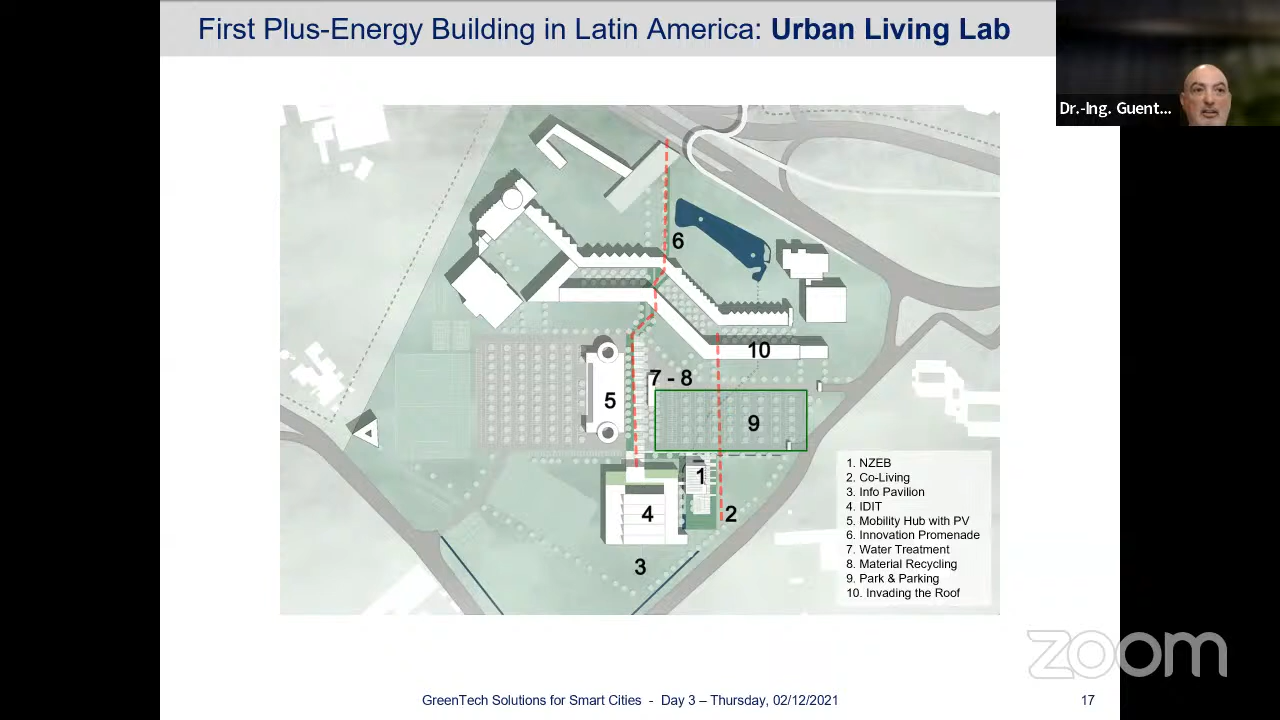 First Plus-Energy Building in Latin America: Urban Living Lab
Dr.-Ing. Guent...
6
10
7 - 8
5
9
1
4
2
3
1. NZEB
2. Co-Living
3. Info Pavilion
4. IDIT
5. Mobility Hub with PV
6. Innovation Promenade
7. Water Treatment
8. Material Recycling
9. Park & Parking
10. Invading the Roof
zoom
GreenTech Solutions for Smart Cities - Day 3 – Thursday, 02/12/2021
17